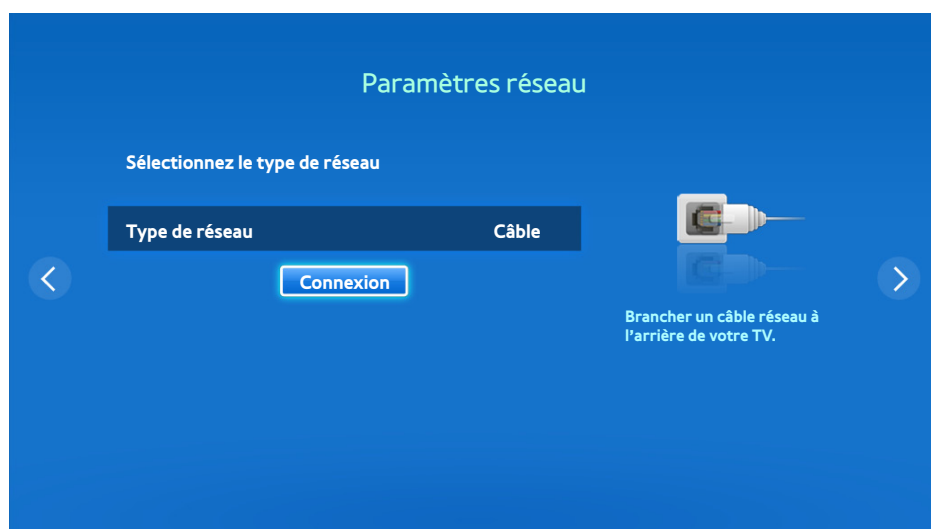 Paramètres réseau
Sélectionnez le type de réseau
Type de réseau Câble
Connexion
Brancher un câble réseau à
l'arrière de votre TV.